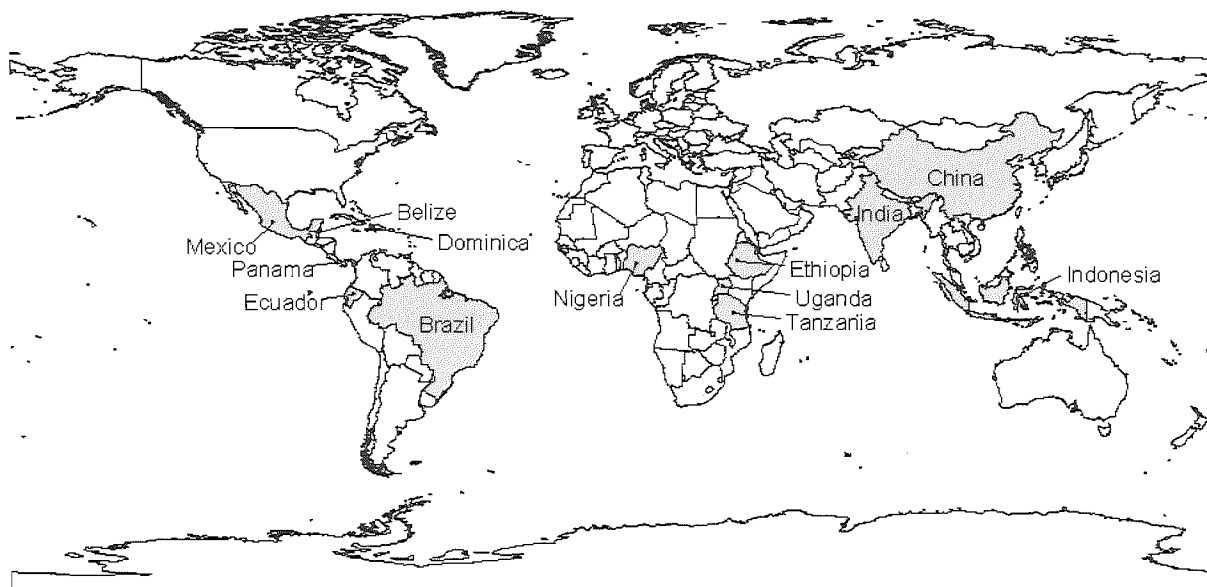 China
Belize
India
Mexico
Dominica
Panama
Ethiopia
Indonesia
Ecuador
Nigeria
Uganda
Brazil
Tanzania